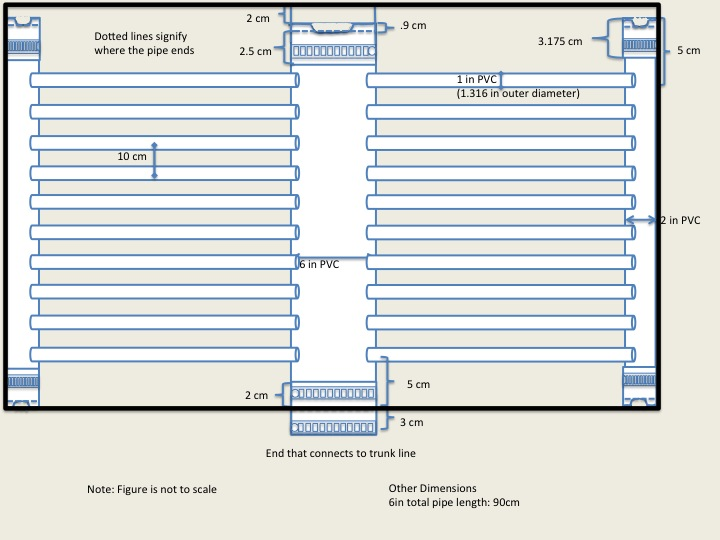 2 cm
.9 cm
Dotted lines signify
where the pipe ends
2.5 cm
3.175 cm
5 cm
1 in PVC
(1.316 in outer diameter)
10 cm
2 in PVC
6 in PVC
5 cm
2 cm
3 cm
End that connects to trunk line
Note: Figure is not to scale
Other Dimensions
6in total pipe length: 90cm